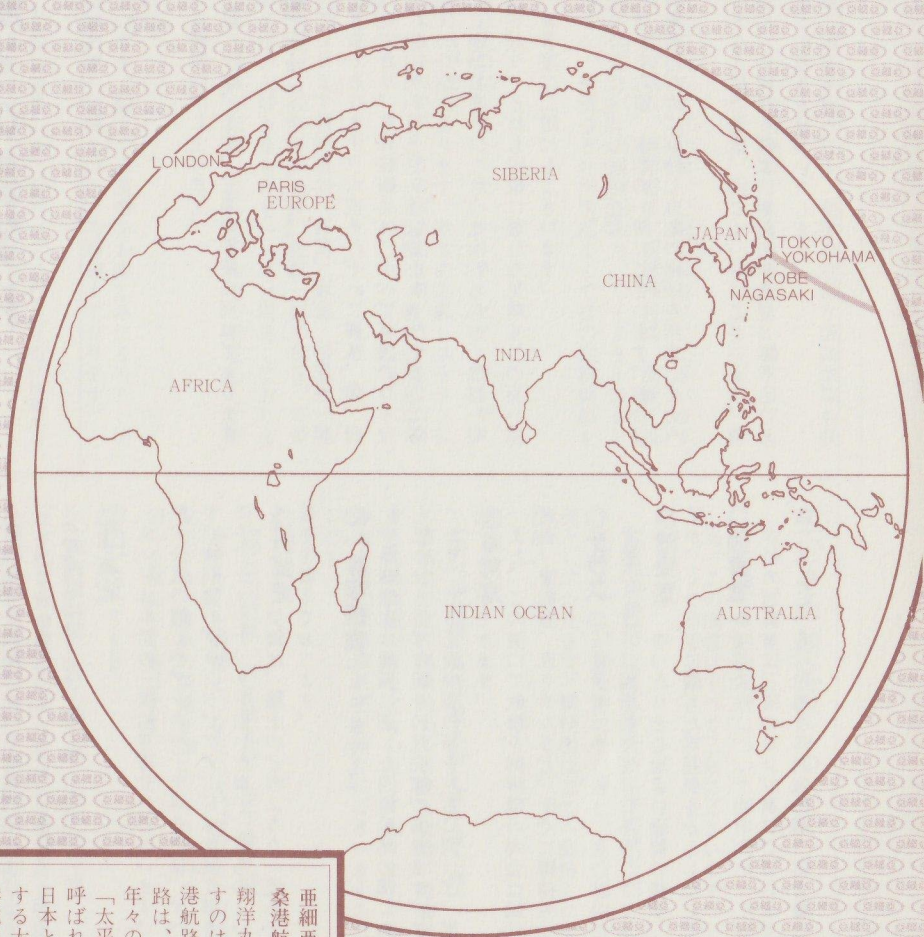 LONDON
PARIS
EUROPE
SIBERIA
JAPAN
TOKYO
YOKOHAMA
KOBE
NAGASAKI
CHINA
INDIA
AFRICA
INDIAN OCEAN
AUSTRALIA
亜細亜
桑港航
翔洋丸
すのは
港航路
路は、
年々の
「太平
呼ばれ
日本と
する大